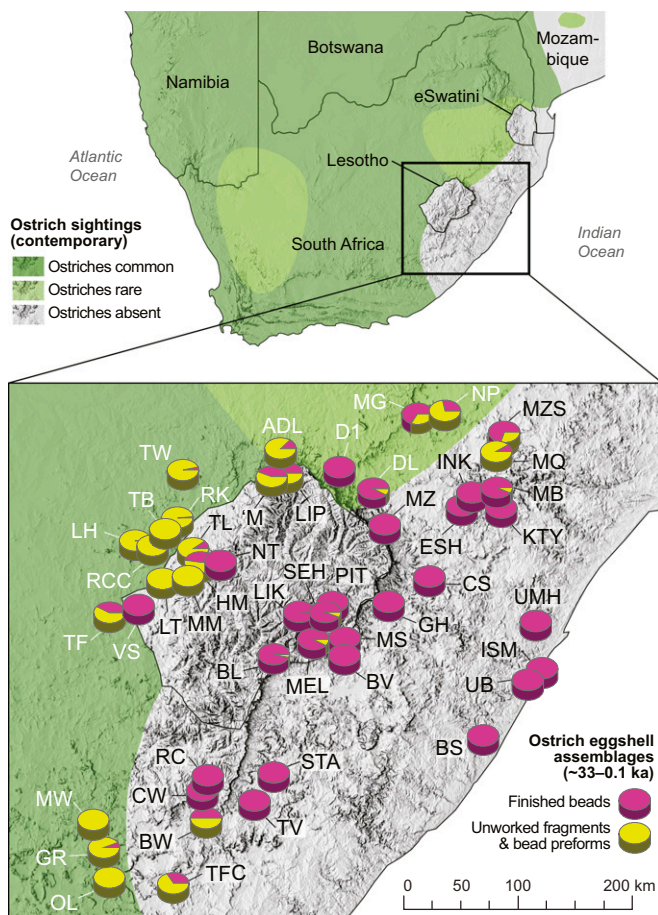 Mozam-
bique
Botswana
Namibia
eSwatini
Atlantic
Ocean
Lesotho
Indian
Ocean
South Africa
Ostrich sightings
(contemporary)
Ostriches common
Ostriches rare
Ostriches absent
MG
NP
MZS
ADL
D1
TW
DL
INK
MQ
TB
RK
MB
TL
'M
LIP
MZ
LH
KTY
RCC
NT
ESH
SEH
PIT
CS
HM
LIK
UMH
TF
VS
LT
MM
GH
MS
ISM
BL
MEL
BV
UB
BS
RC
STA
Ostrich eggshell
assemblages
(~33–0.1 ka)
MW
CW
Finished beads
BW
TV
Unworked fragments
& bead preforms
GR
TFC
OL
0 50 100 200 km